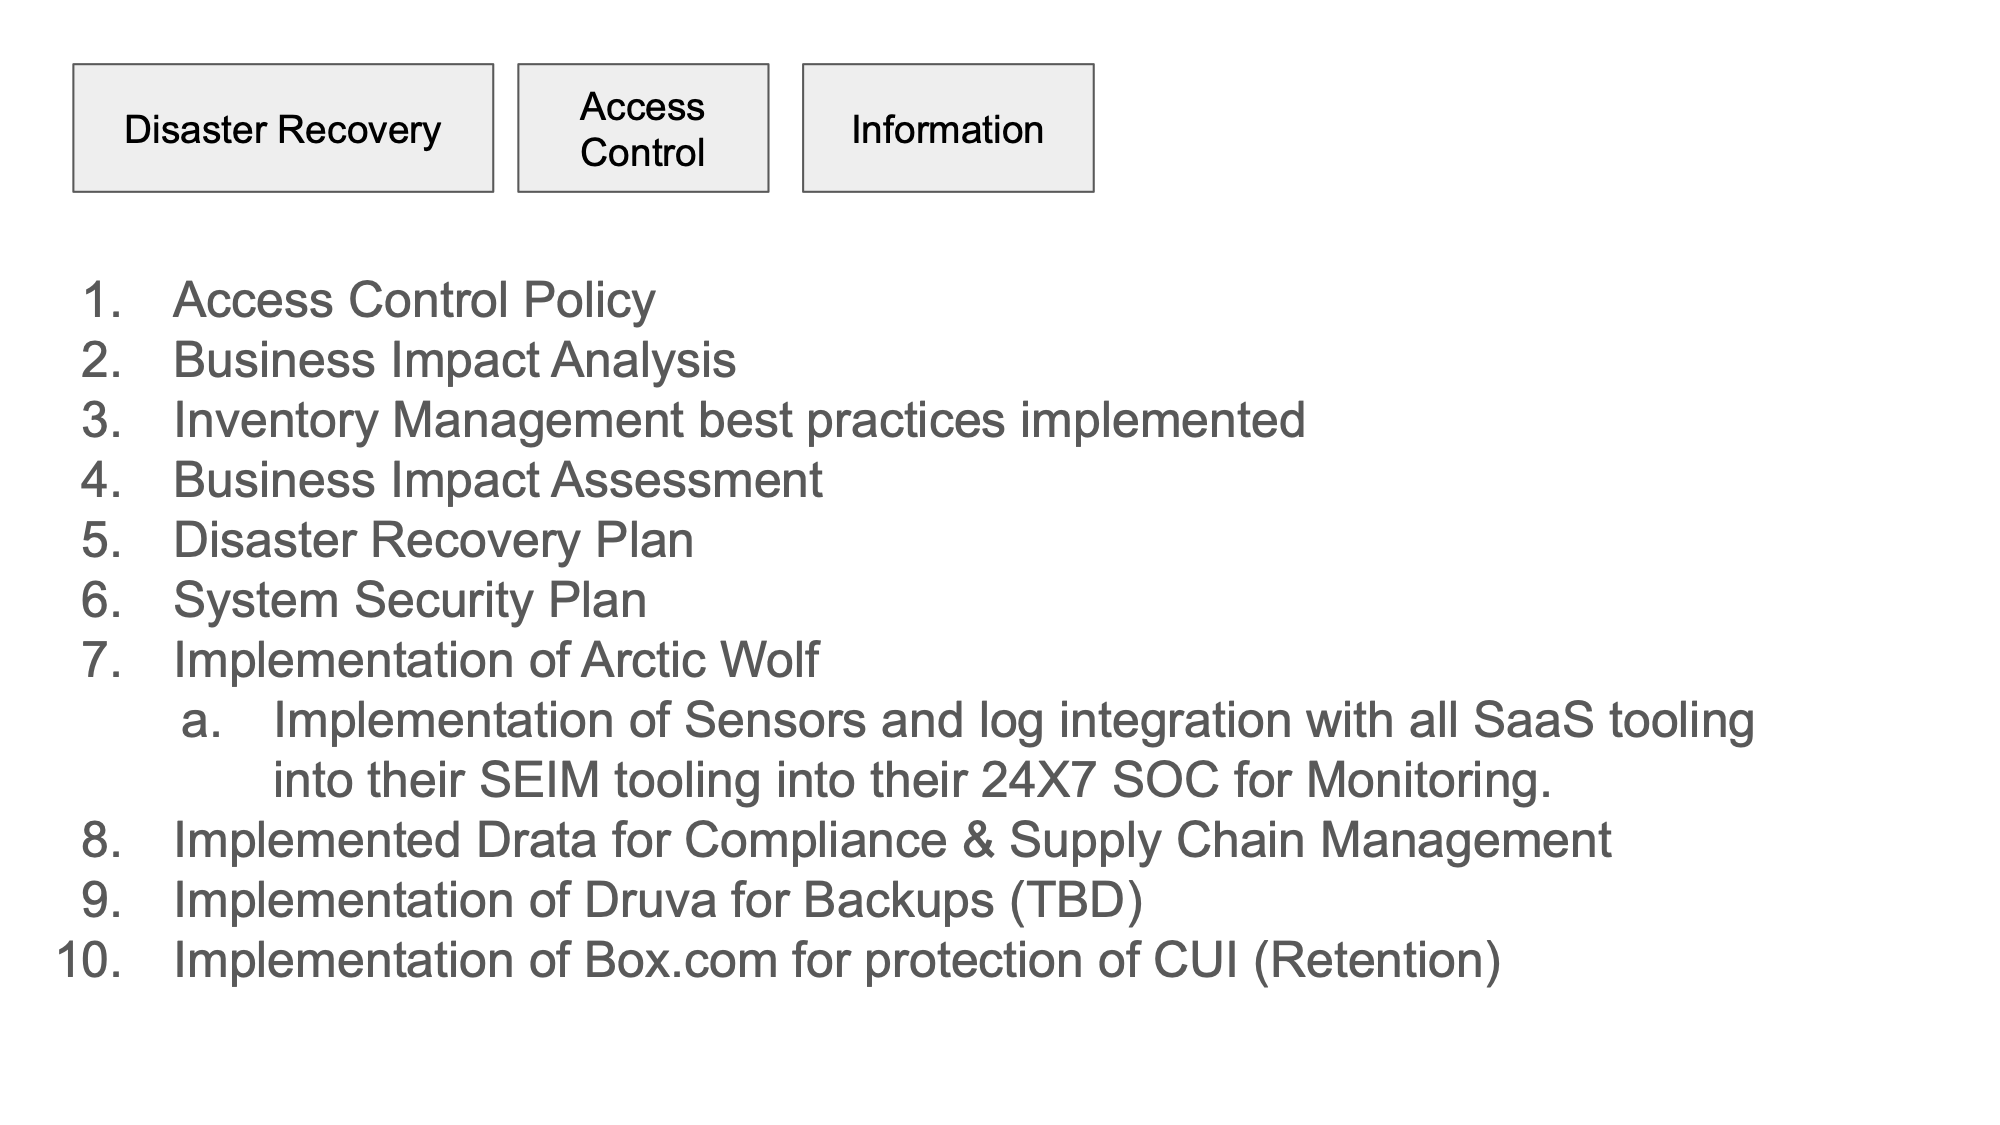 Disaster Recovery
Access
Control
Information
1. Access Control Policy
2. Business Impact Analysis
3. Inventory Management best practices implemented
4. Business Impact Assessment
5. Disaster Recovery Plan
6. System Security Plan
7. Implementation of Arctic Wolf
a. Implementation of Sensors and log integration with all SaaS tooling
into their SEIM tooling into their 24X7 SOC for Monitoring.
8. Implemented Drata for Compliance & Supply Chain Management
9. Implementation of Druva for Backups (TBD)
10. Implementation of Box.com for protection of CUI (Retention)